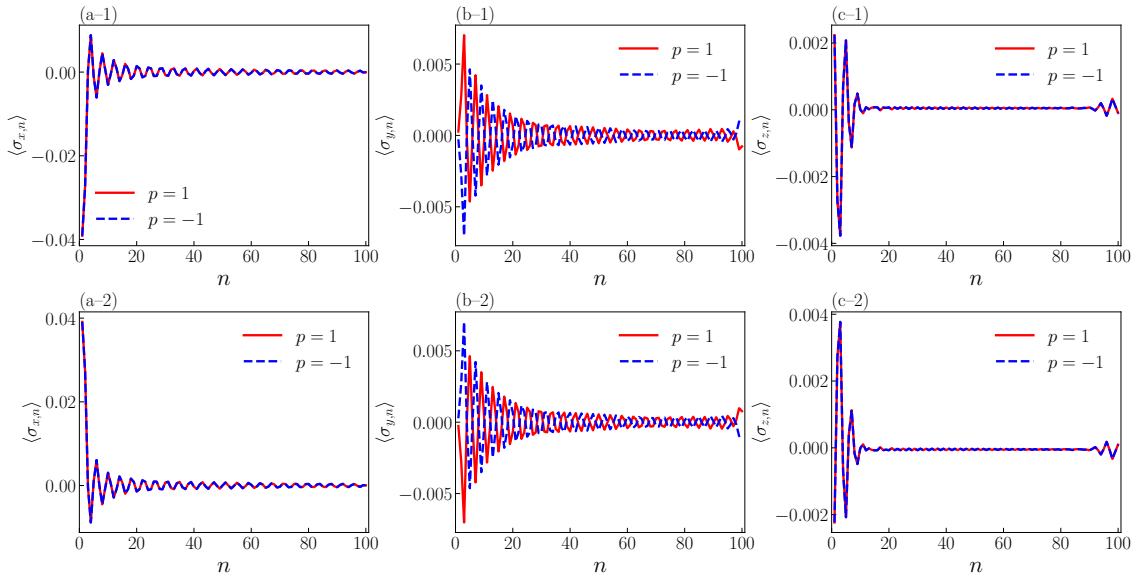 (a–1)
0.00
−0.02
−0.04
⟨σx,n⟩
p = 1
p = −1
0 20 40 60 80 100
n
(b–1)
0.005
0.000
−0.005
⟨σy,n⟩
p = 1
p = −1
0 20 40 60 80 100
n
(c–1)
0.002
0.000
−0.002
−0.004
⟨σz,n⟩
p = 1
p = −1
0 20 40 60 80 100
n
(a–2)
0.04
0.02
0.00
⟨σx,n⟩
p = 1
p = −1
0 20 40 60 80 100
n
(b–2)
0.005
0.000
−0.005
⟨σy,n⟩
p = 1
p = −1
0 20 40 60 80 100
n
(c–2)
0.004
0.002
0.000
−0.002
⟨σz,n⟩
p = 1
p = −1
0 20 40 60 80 100
n